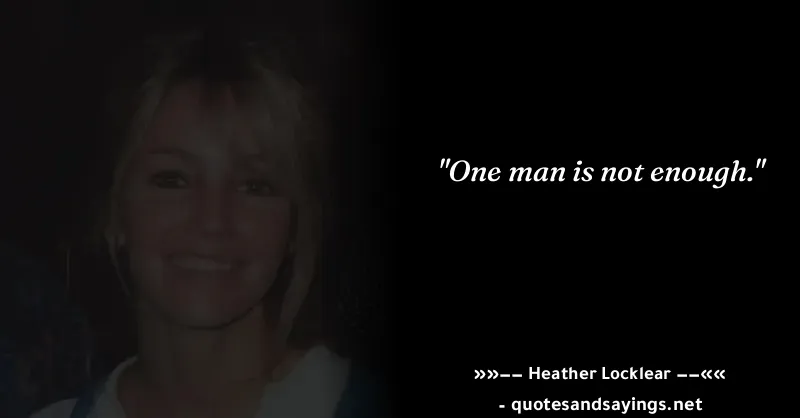 "One man is not enough."
»»–– Heather Locklear ––««
- quotesandsayings.net